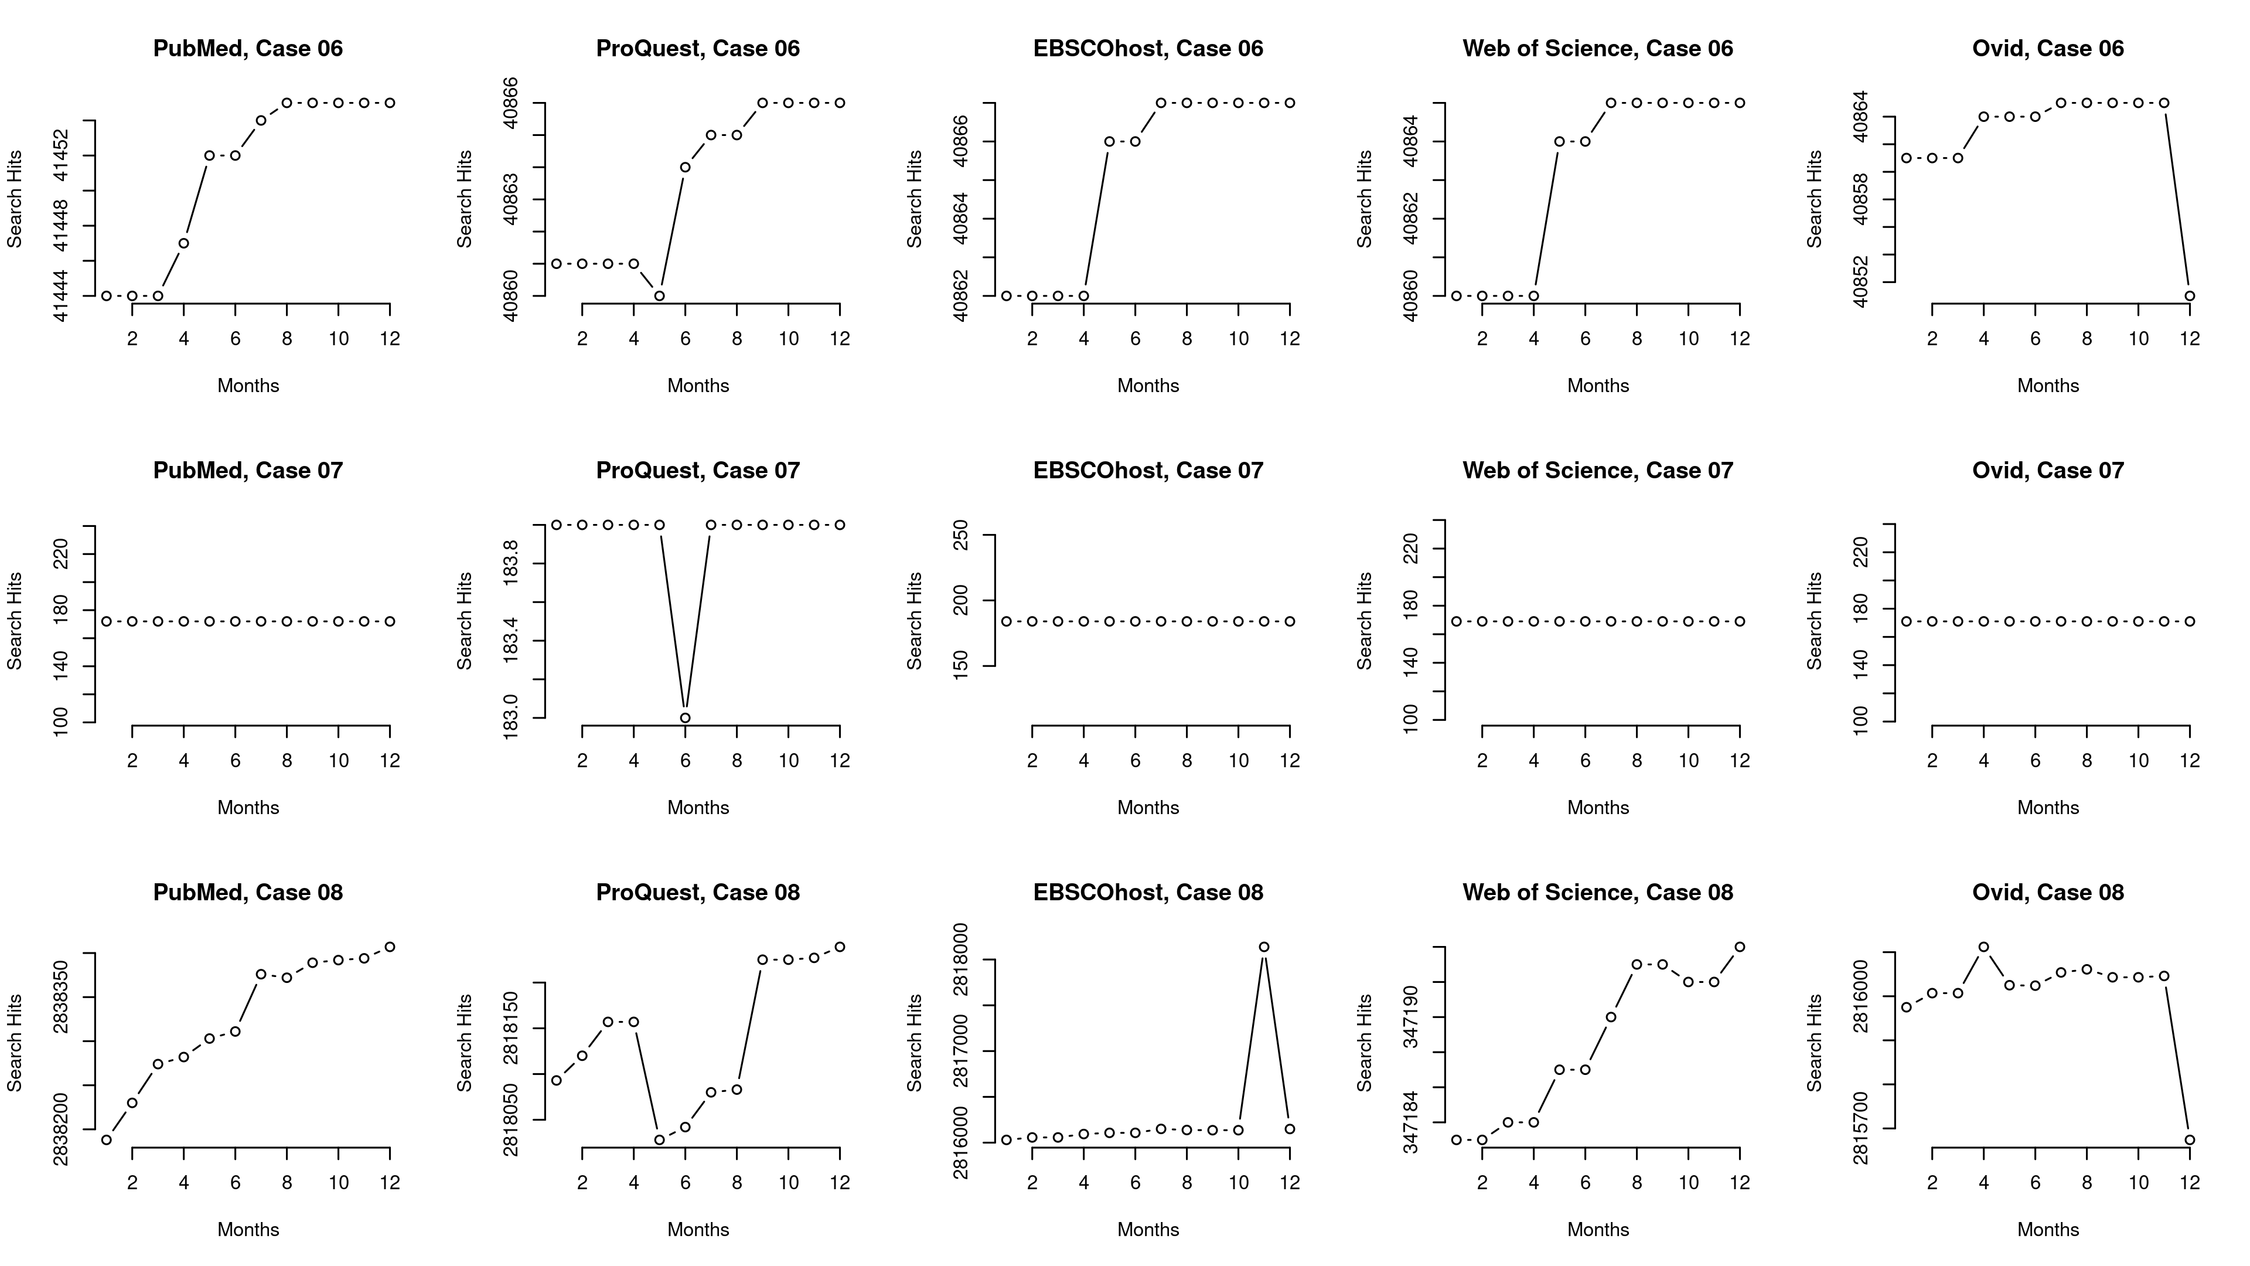 PubMed, Case 06
Search Hits
41444 41448 41452
2 4 6 8 10 12
Months
ProQuest, Case 06
Search Hits
40860 40863 40866
2 4 6 8 10 12
Months
EBSCOhost, Case 06
Search Hits
40862 40864 40866
2 4 6 8 10 12
Months
Web of Science, Case 06
Search Hits
40860 40862 40864
2 4 6 8 10 12
Months
Ovid, Case 06
Search Hits
40852 40858 40864
2 4 6 8 10 12
Months
PubMed, Case 07
Search Hits
100 140 180 220
2 4 6 8 10 12
Months
ProQuest, Case 07
Search Hits
183.0 183.4 183.8
2 4 6 8 10 12
Months
EBSCOhost, Case 07
Search Hits
150 200 250
2 4 6 8 10 12
Months
Web of Science, Case 07
Search Hits
100 140 180 220
2 4 6 8 10 12
Months
Ovid, Case 07
Search Hits
100 140 180 220
2 4 6 8 10 12
Months
PubMed, Case 08
Search Hits
2838200 2838350
2 4 6 8 10 12
Months
ProQuest, Case 08
Search Hits
2818050 2818150
2 4 6 8 10 12
Months
EBSCOhost, Case 08
Search Hits
2816000 2817000 2818000
2 4 6 8 10 12
Months
Web of Science, Case 08
Search Hits
347184 347190
2 4 6 8 10 12
Months
Ovid, Case 08
Search Hits
2815700 2816000
2 4 6 8 10 12
Months